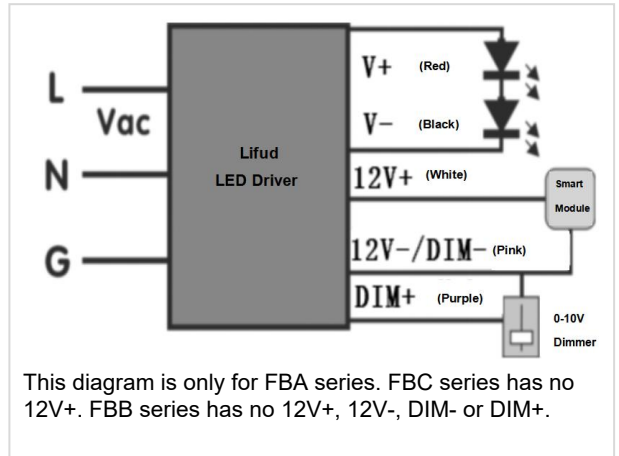 L
Vac
N
G
Lifud
LED Driver
V+ (Red)
V- (Black)
12V+ (White)
12V-/DIM- (Pink)
DIM+ (Purple)
Smart
Module
0-10V
Dimmer
This diagram is only for FBA series. FBC series has no
12V+. FBB series has no 12V+, 12V-, DIM- or DIM+.